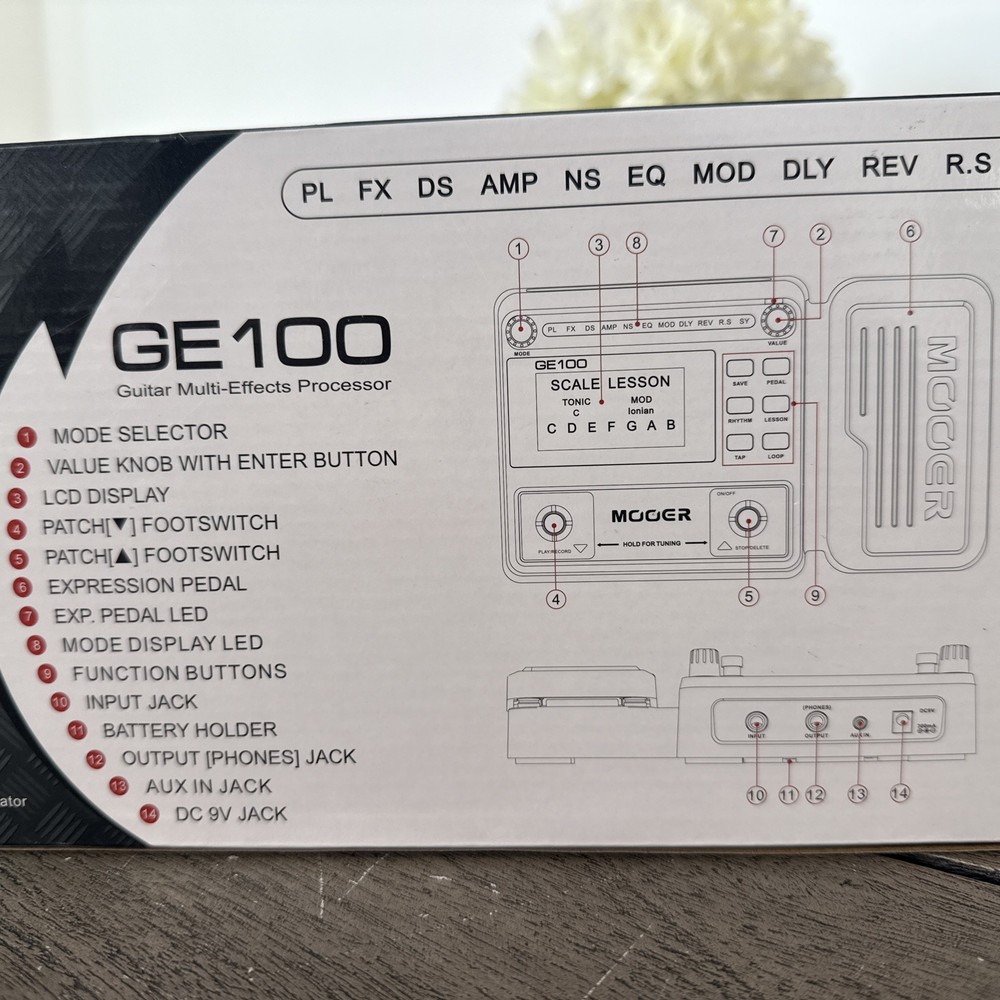 PL FX DS AMP NS EQ MOD DLY REV R.S
GE100
Guitar Multi-Effects Processor
1 MODE SELECTOR
2 VALUE KNOB WITH ENTER BUTTON
3 LCD DISPLAY
4 PATCH[▼] FOOTSWITCH
5 PATCH[▲] FOOTSWITCH
6 EXPRESSION PEDAL
7 EXP. PEDAL LED
8 MODE DISPLAY LED
9 FUNCTION BUTTONS
10 INPUT JACK
11 BATTERY HOLDER
12 OUTPUT [PHONES] JACK
13 AUX IN JACK
14 DC 9V JACK
ator
1 3 8 7 2 6
PL FX DS AMP NS EQ MOD DLY REV R.S SY
MODE
VALUE
GE100
SCALE LESSON
TONIC MOD
C Ionian
C D E F G A B
SAVE PEDAL
RHYTHM LESSON
TAP LOOP
MOOER
ON/OFF
MOOER
HOLD FOR TUNING
PLAY/RECORD ▽
△ STOP/DELETE
4 5 9
(PHONES)
DC9V
INPUT OUTPUT AUX IN
10 11 12 13 14